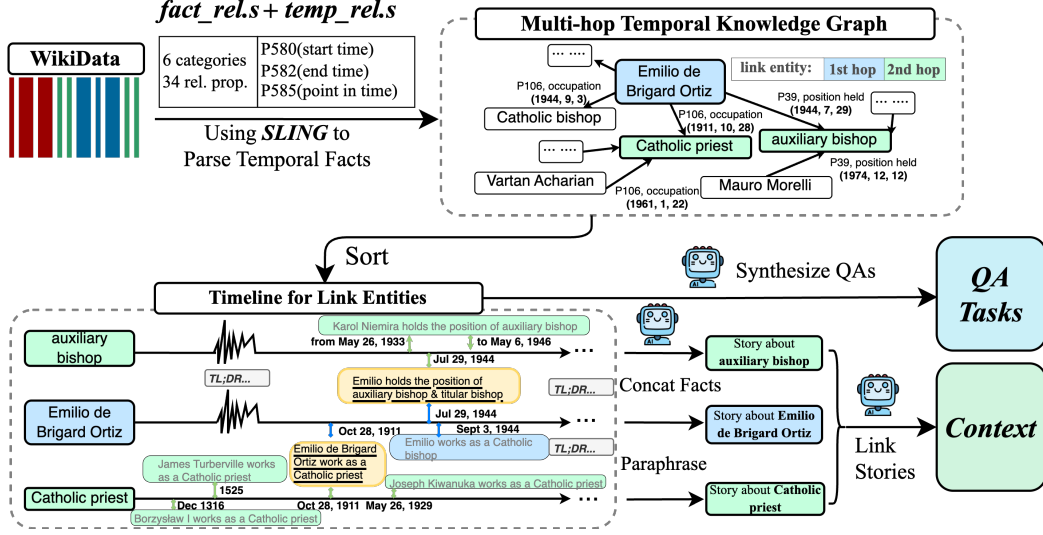 fact_rel.s + temp_rel.s
WikiData
6 categories
34 rel. prop.
P580(start time)
P582(end time)
P585(point in time)
Using SLING to
Parse Temporal Facts
Multi-hop Temporal Knowledge Graph
... ...
Emilio de
Brigard Ortiz
link entity:
1st hop
2nd hop
P106, occupation
(1944, 9, 3)
Catholic bishop
P106, occupation
(1911, 10, 28)
P39, position held
(1944, 7, 29)
... ...
... ...
Catholic priest
auxiliary bishop
Vartan Acharian
P106, occupation
(1961, 1, 22)
Mauro Morelli
P39, position held
(1974, 12, 12)
Sort
Synthesize QAs
QA
Tasks
Timeline for Link Entities
auxiliary
bishop
Karol Niemira holds the position of auxiliary bishop
from May 26, 1933
to May 6, 1946
...
Jul 29, 1944
TL;DR...
Emilio holds the position of
auxiliary bishop & titular bishop
TL;DR...
Emilio de
Brigard Ortiz
Jul 29, 1944
...
Oct 28, 1911
Sept 3, 1944
Emilio de Brigard
Ortiz work as a
Catholic priest
Emilio works as a Catholic
bishop
TL;DR...
James Turberville works
as a Catholic priest
1525
Joseph Kiwanuka works as a Catholic priest
Catholic priest
Dec 1316
Oct 28, 1911
May 26, 1929
...
Borzysław I works as a Catholic priest
AI
Concat Facts
Paraphrase
Story about
auxiliary bishop
Story about Emilio
de Brigard Ortiz
Story about Catholic
priest
AI
AI
Link
Stories
Context